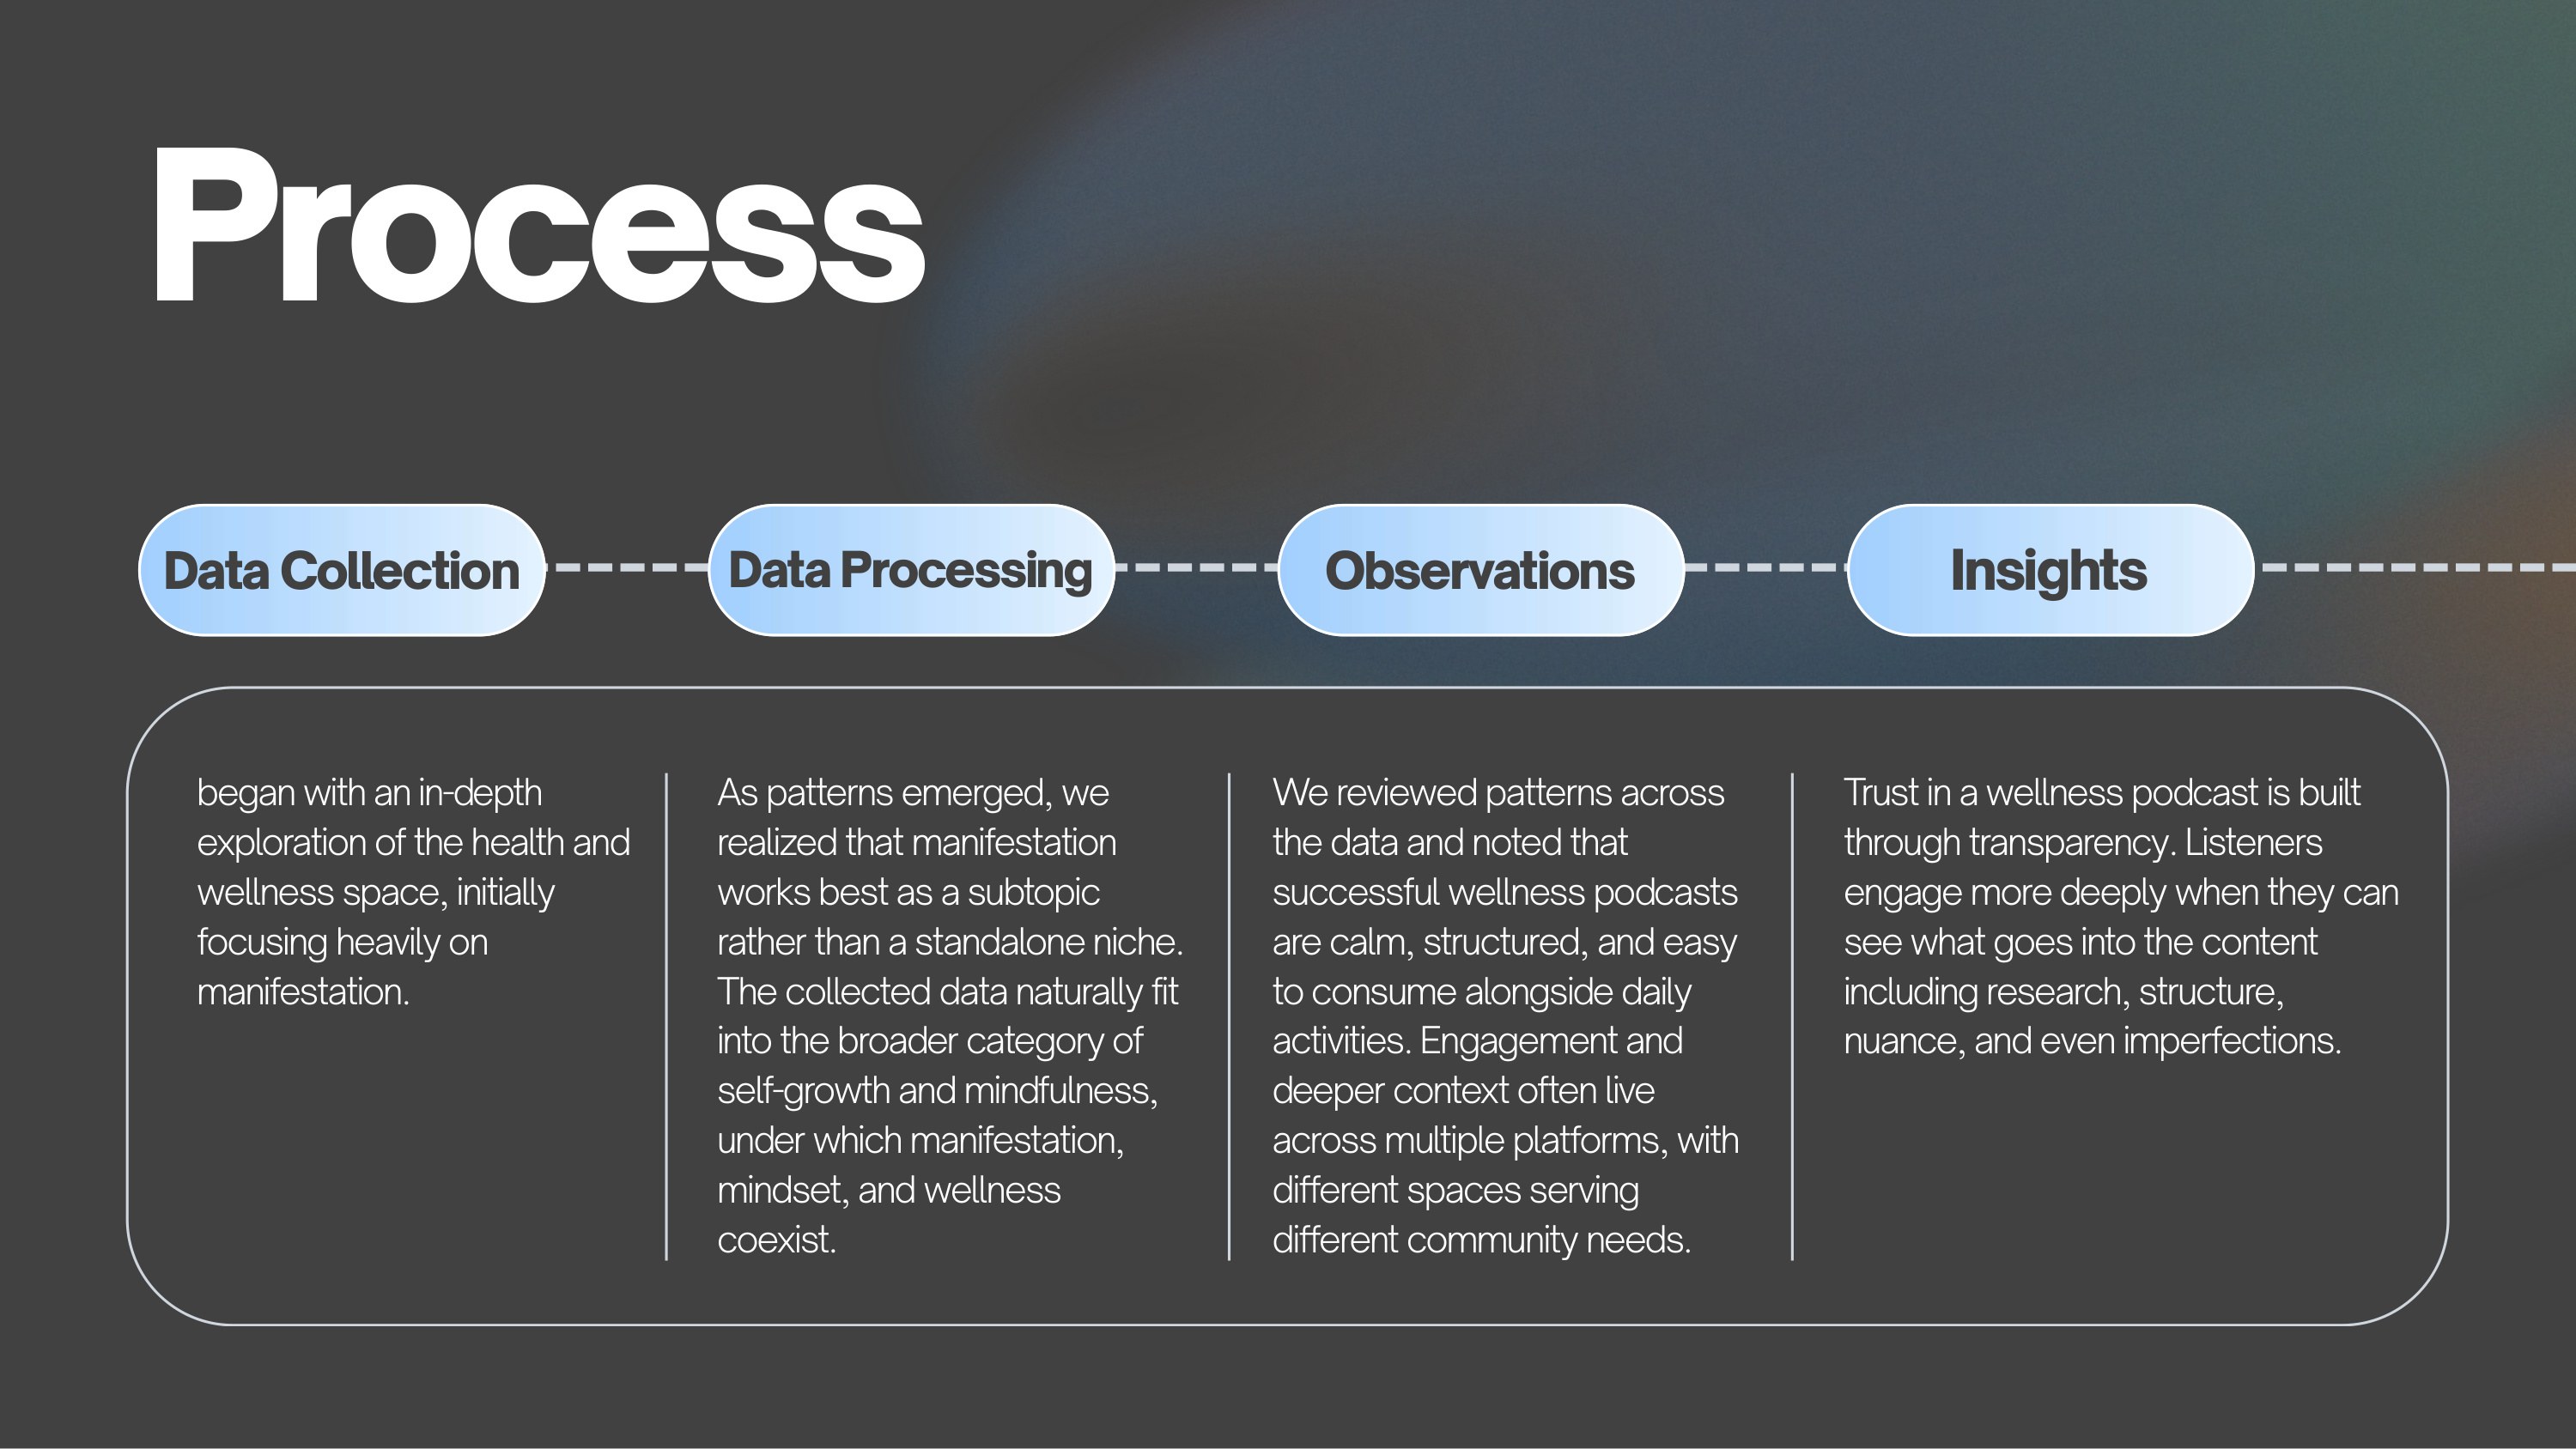 Process
Data Collection
Data Processing
Observations
Insights
began with an in-depth
exploration of the health and
wellness space, initially
focusing heavily on
manifestation.
As patterns emerged, we
realized that manifestation
works best as a subtopic
rather than a standalone niche.
The collected data naturally fit
into the broader category of
self-growth and mindfulness,
under which manifestation,
mindset, and wellness
coexist.
We reviewed patterns across
the data and noted that
successful wellness podcasts
are calm, structured, and easy
to consume alongside daily
activities. Engagement and
deeper context often live
across multiple platforms, with
different spaces serving
different community needs.
Trust in a wellness podcast is built
through transparency. Listeners
engage more deeply when they can
see what goes into the content
including research, structure,
nuance, and even imperfections.